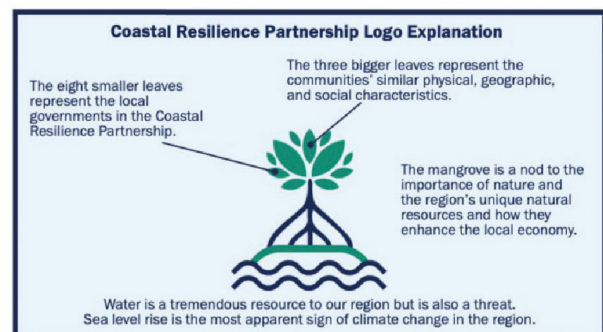 Coastal Resilience Partnership Logo Explanation
The three bigger leaves represent the
communities' similar physical, geographic,
and social characteristics.
The eight smaller leaves
represent the local
governments in the Coastal
Resilience Partnership.
The mangrove is a nod to the
importance of nature and
the region's unique natural
resources and how they
enhance the local economy.
Water is a tremendous resource to our region but is also a threat.
Sea level rise is the most apparent sign of climate change in the region.